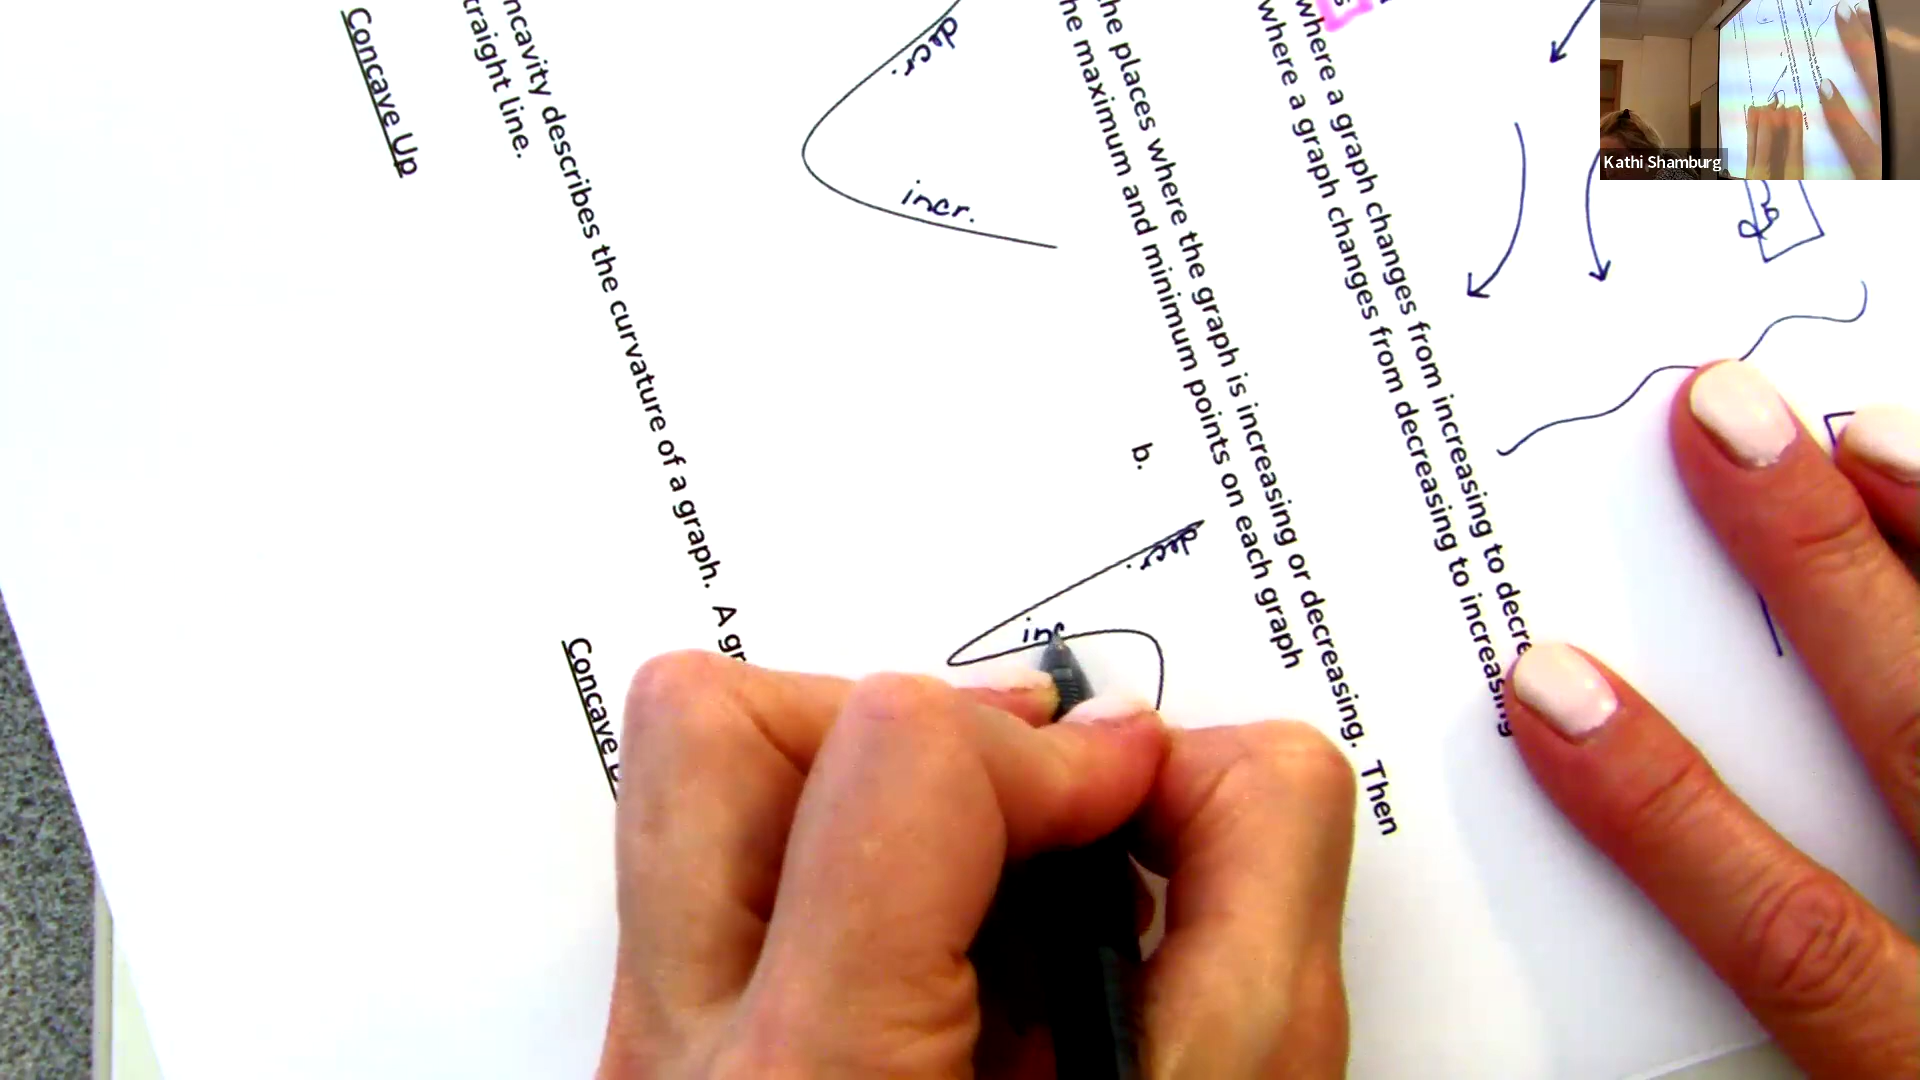 where a graph changes from increasing to decre
where a graph changes from decreasing to increasing
he places where the graph is increasing or decreasing. Then
he maximum and minimum points on each graph
b.
decr.
incr.
decr.
inc
ncavity describes the curvature of a graph. A gr
traight line.
Concave Up
Concave D
Kathi Shamburg